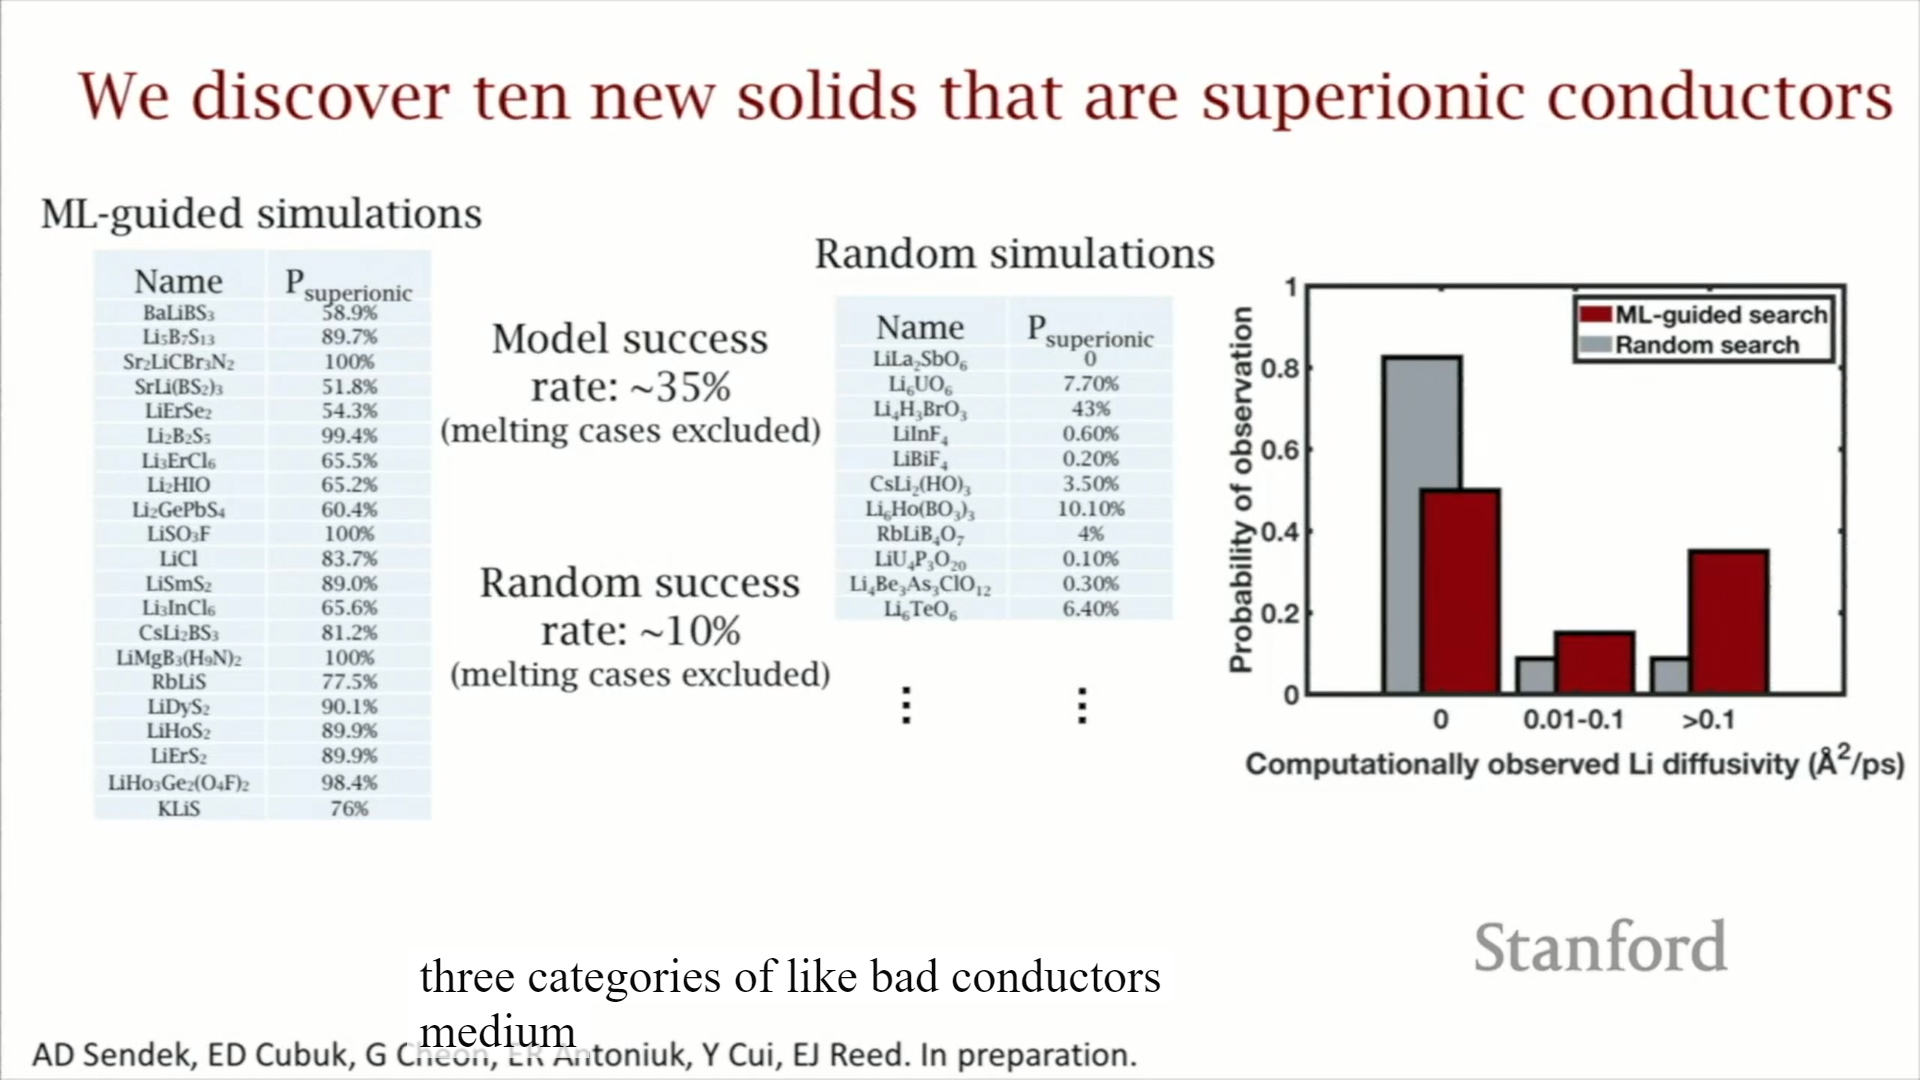 We discover ten new solids that are superionic conductors
ML-guided simulations
Name P superionic
BaLiBS₃ 58.9%
Li₅B₇S₁₃ 89.7%
Sr₂LiCBr₃N₂ 100%
SrLi(BS₂)₃ 51.8%
LiErSe₂ 54.3%
Li₂B₂S₅ 99.4%
Li₃ErCl₆ 65.5%
Li₂HIO 65.2%
Li₂GePbS₄ 60.4%
LiSO₃F 100%
LiCl 83.7%
LiSmS₂ 89.0%
Li₃InCl₆ 65.6%
CsLi₂BS₃ 81.2%
LiMgB₃(H₉N)₂ 100%
RbLiS 77.5%
LiDyS₂ 90.1%
LiHoS₂ 89.9%
LiErS₂ 89.9%
LiHo₃Ge₂(O₄F)₂ 98.4%
KLiS 76%
Model success
rate: ~35%
(melting cases excluded)
Random success
rate: ~10%
(melting cases excluded)
Random simulations
Name P superionic
LiLa₂SbO₆ 0
Li₆UO₆ 7.70%
Li₄H₃BrO₃ 43%
LiInF₄ 0.60%
LiBiF₄ 0.20%
CsLi₂(HO)₃ 3.50%
Li₆Ho(BO₃)₃ 10.10%
RbLiB₄O₇ 4%
LiU₄P₃O₂₀ 0.10%
Li₄Be₃As₃ClO₁₂ 0.30%
Li₆TeO₆ 6.40%
⋮ ⋮
ML-guided search
Random search
Probability of observation
1
0.8
0.6
0.4
0.2
0
0 0.01-0.1 >0.1
Computationally observed Li diffusivity (Å²/ps)
Stanford
three categories of like bad conductors
medium
AD Sendek, ED Cubuk, G Cheon, ER Antoniuk, Y Cui, EJ Reed. In preparation.